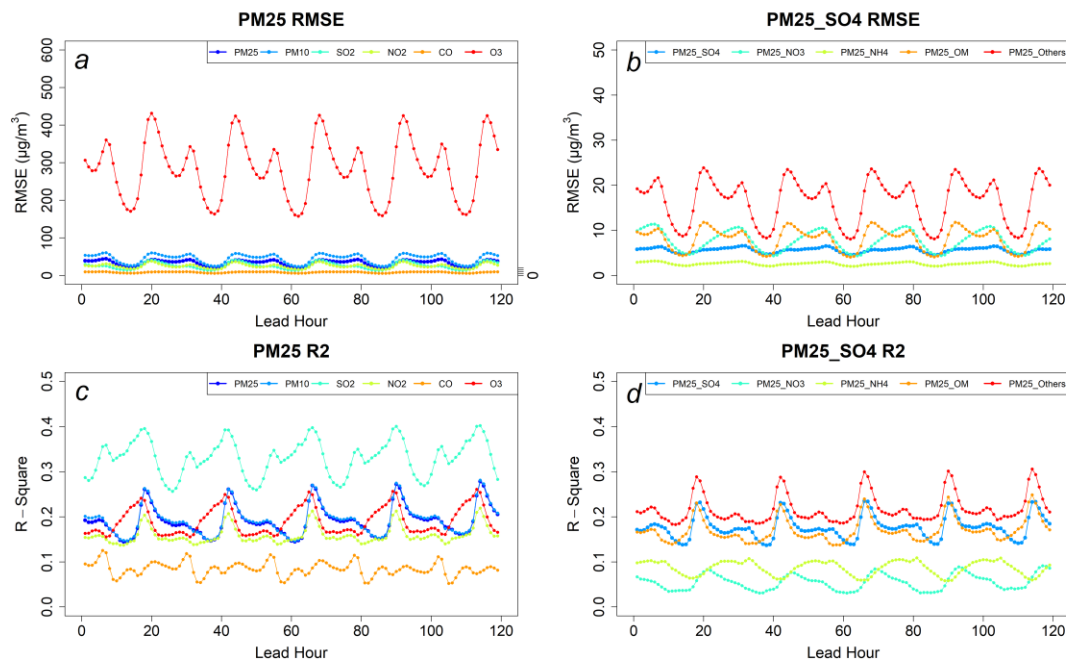 PM25 RMSE
a
PM25 PM10 SO2 NO2 CO O3
RMSE (µg/m³)
600
500
400
300
200
100
0
0
0 20 40 60 80 100 120
Lead Hour
PM25_SO4 RMSE
b
PM25_SO4 PM25_NO3 PM25_NH4 PM25_OM PM25_Others
RMSE (µg/m³)
50
40
30
20
10
0
0 20 40 60 80 100 120
Lead Hour
PM25 R2
c
PM25 PM10 SO2 NO2 CO O3
R − Square
0.5
0.4
0.3
0.2
0.1
0.0
0 20 40 60 80 100 120
Lead Hour
PM25_SO4 R2
d
PM25_SO4 PM25_NO3 PM25_NH4 PM25_OM PM25_Others
R − Square
0.5
0.4
0.3
0.2
0.1
0.0
0 20 40 60 80 100 120
Lead Hour